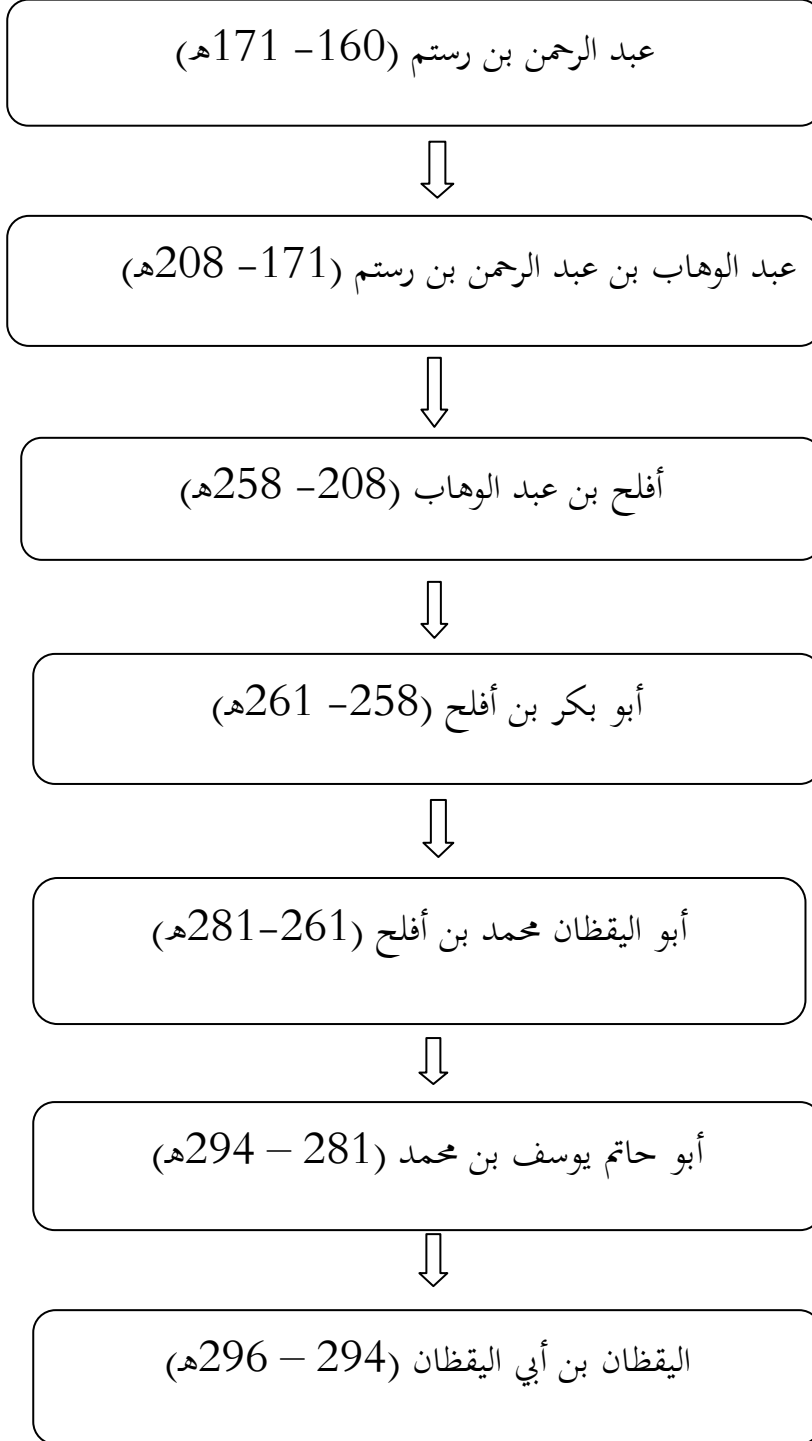 عبد الرحمن بن رستم (160– 171هـ)
عبد الوهاب بن عبد الرحمن بن رستم (171– 208هـ)
أفلح بن عبد الوهاب (208– 258هـ)
أبو بكر بن أفلح (258– 261هـ)
أبو اليقظان محمد بن أفلح (261–281هـ)
أبو حاتم يوسف بن محمد (281 – 294هـ)
اليقظان بن أبي اليقظان (294 – 296هـ)